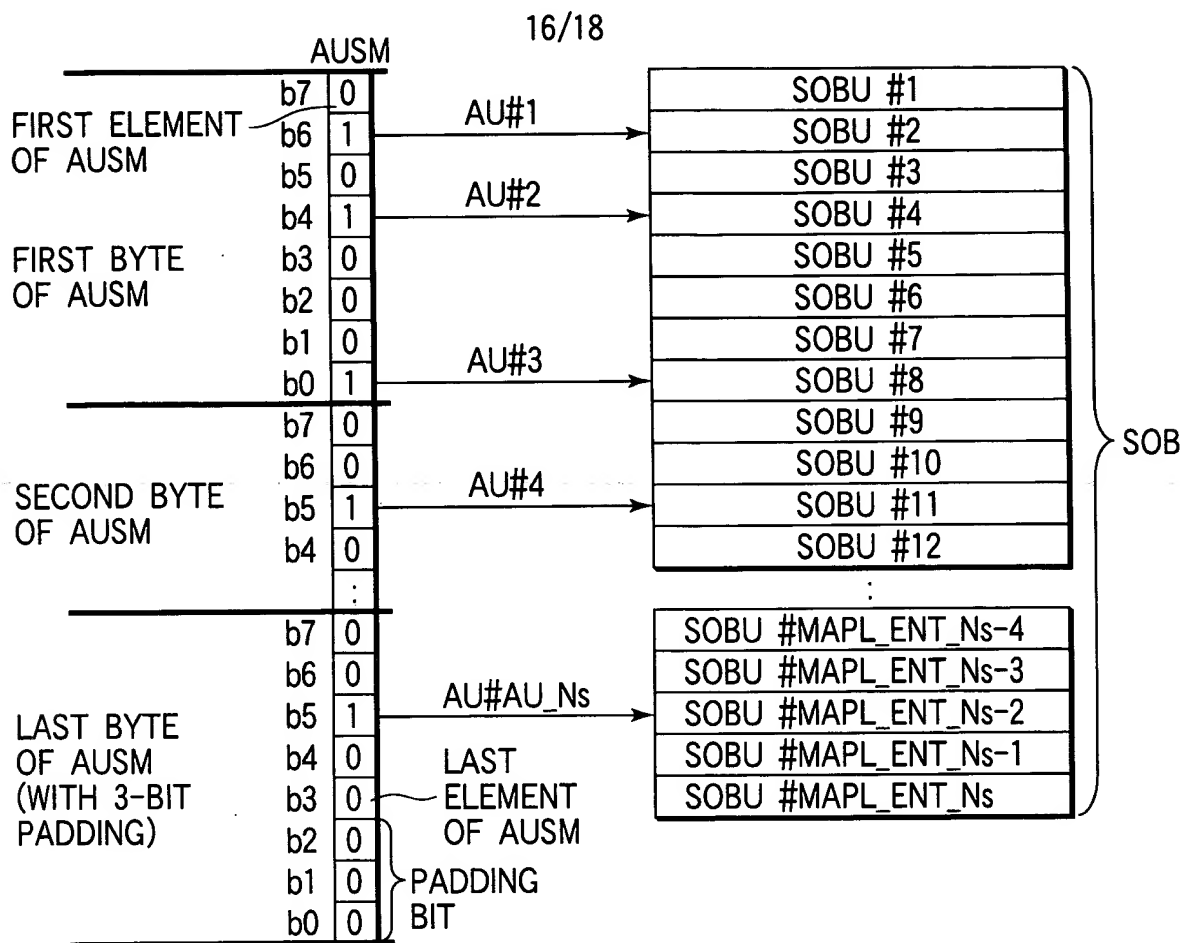 16/18
AUSM
b7 0
b6 1
b5 0
b4 1
b3 0
b2 0
b1 0
b0 1
FIRST ELEMENT
OF AUSM
FIRST BYTE
OF AUSM
b7 0
b6 0
b5 1
b4 0
:
SECOND BYTE
OF AUSM
b7 0
b6 0
b5 1
b4 0
b3 0
b2 0
b1 0
b0 0
LAST BYTE
OF AUSM
(WITH 3-BIT
PADDING)
LAST
ELEMENT
OF AUSM
PADDING
BIT
AU#1
AU#2
AU#3
AU#4
AU#AU_Ns
SOBU #1
SOBU #2
SOBU #3
SOBU #4
SOBU #5
SOBU #6
SOBU #7
SOBU #8
SOBU #9
SOBU #10
SOBU #11
SOBU #12
:
SOBU #MAPL_ENT_Ns-4
SOBU #MAPL_ENT_Ns-3
SOBU #MAPL_ENT_Ns-2
SOBU #MAPL_ENT_Ns-1
SOBU #MAPL_ENT_Ns
SOB